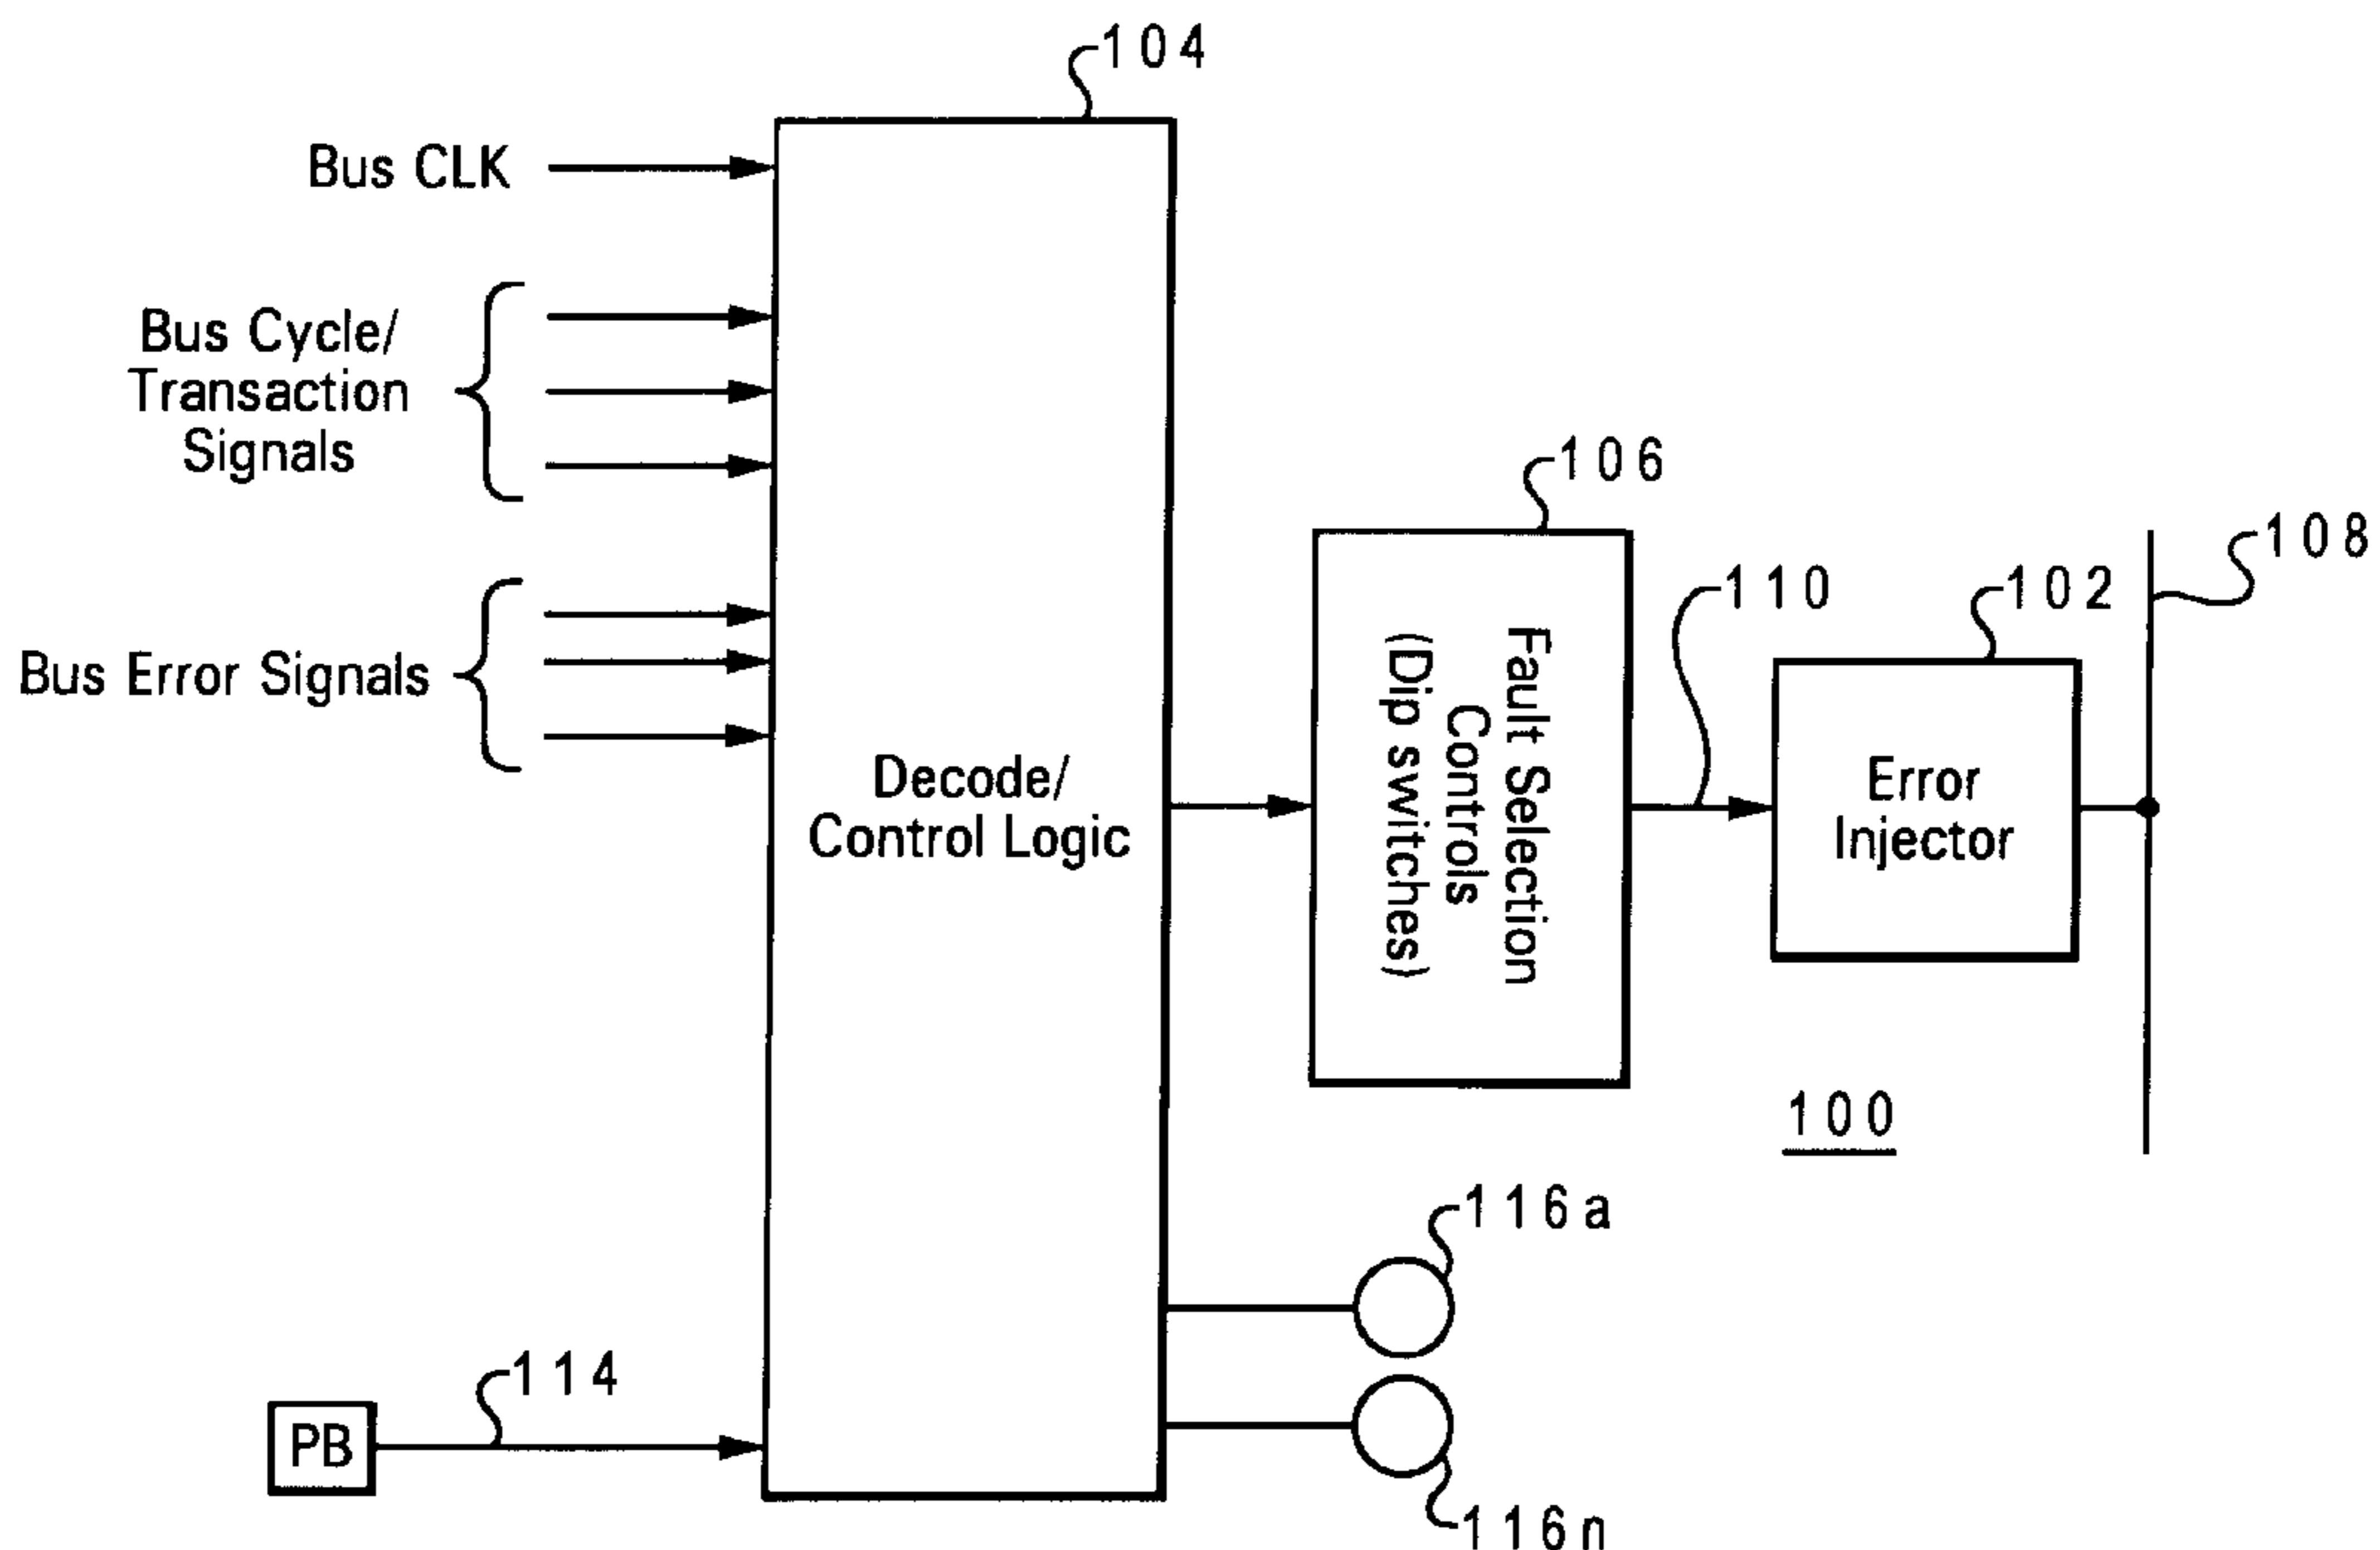 104
Bus CLK
Bus Cycle/
Transaction
Signals
106
108
110
102
Bus Error Signals
Fault Selection
Controls
(Dip switches)
Decode/
Control Logic
Error
Injector
100
116a
114
PB
116n